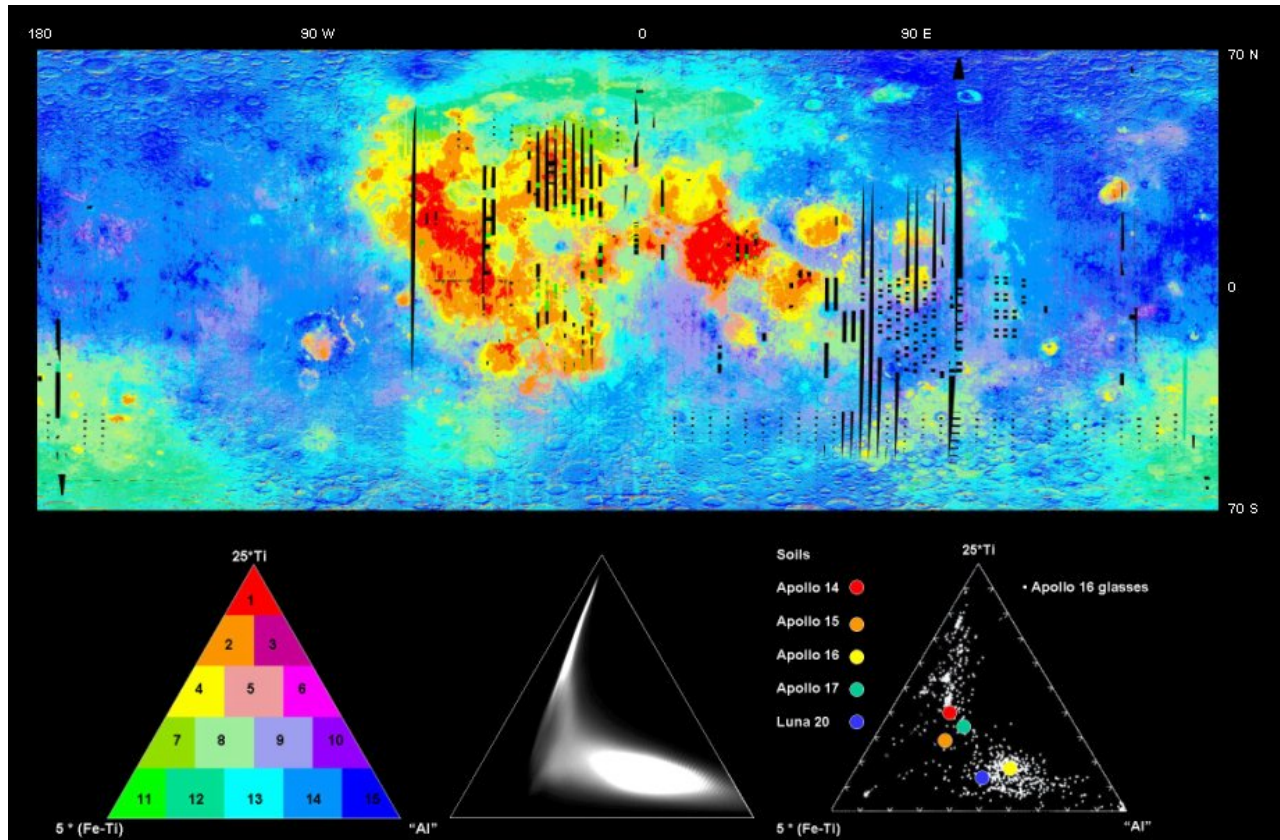 180 90 W 0 90 E 70 N
0
70 S
25*Ti
1
2 3
4 5 6
7 8 9 10
11 12 13 14 15
5 * (Fe-Ti) “Al”
Soils
Apollo 14
Apollo 15
Apollo 16
Apollo 17
Luna 20
25*Ti
• Apollo 16 glasses
5 * (Fe-Ti) “Al”